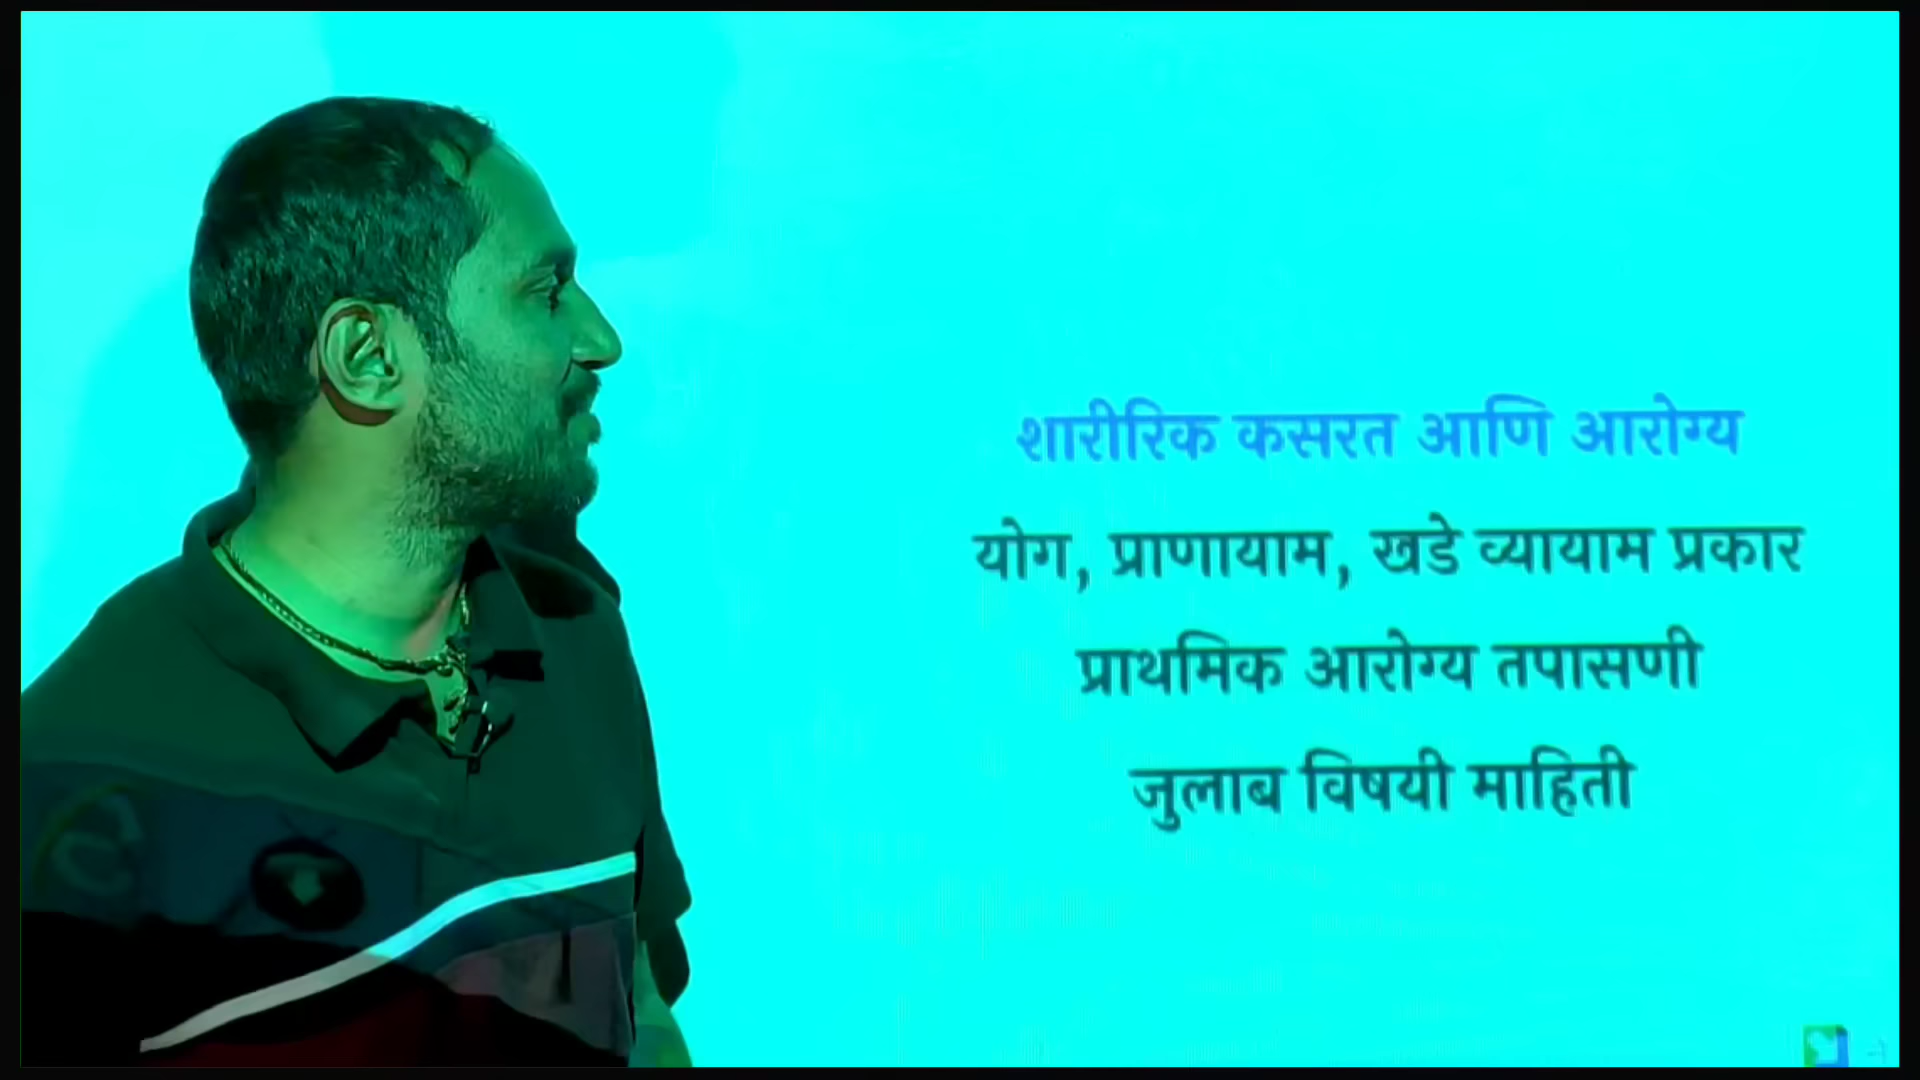 शारीरिक कसरत आणि आरोग्य
योग, प्राणायाम, खडे व्यायाम प्रकार
प्राथमिक आरोग्य तपासणी
जुलाब विषयी माहिती